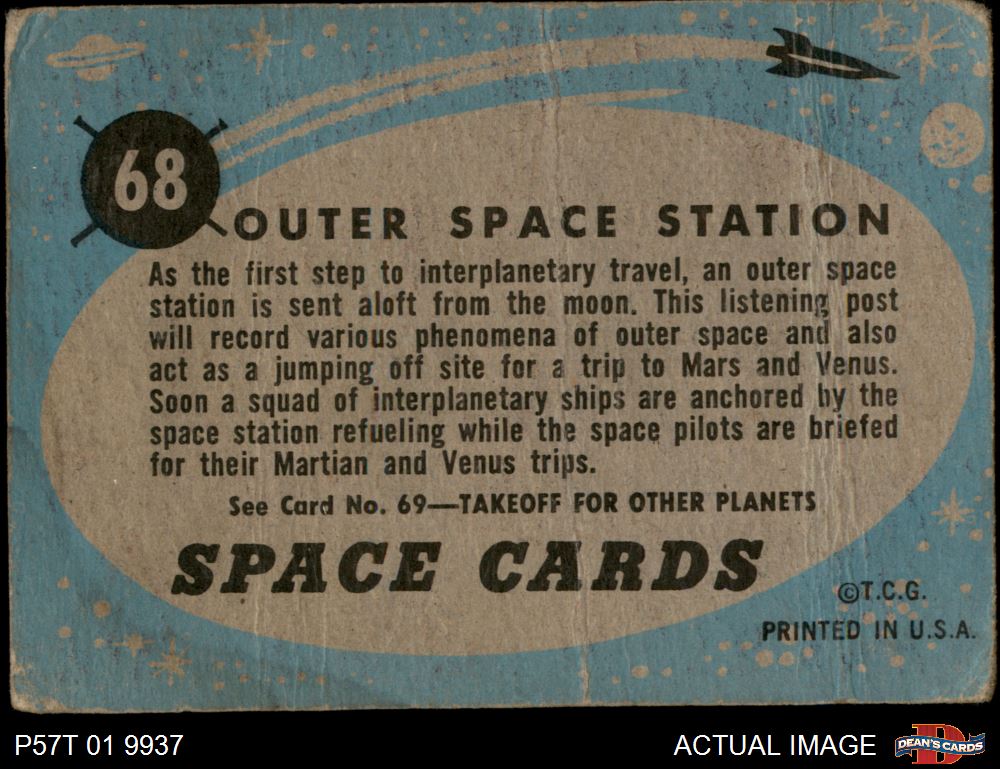 68
OUTER SPACE STATION
As the first step to interplanetary travel, an outer space
station is sent aloft from the moon. This listening post
will record various phenomena of outer space and also
act as a jumping off site for a trip to Mars and Venus.
Soon a squad of interplanetary ships are anchored by the
space station refueling while the space pilots are briefed
for their Martian and Venus trips.
See Card No. 69—TAKEOFF FOR OTHER PLANETS
SPACE CARDS
©T.C.G.
PRINTED IN U.S.A.
P57T 01 9937
ACTUAL IMAGE
D
DEAN'S CARDS